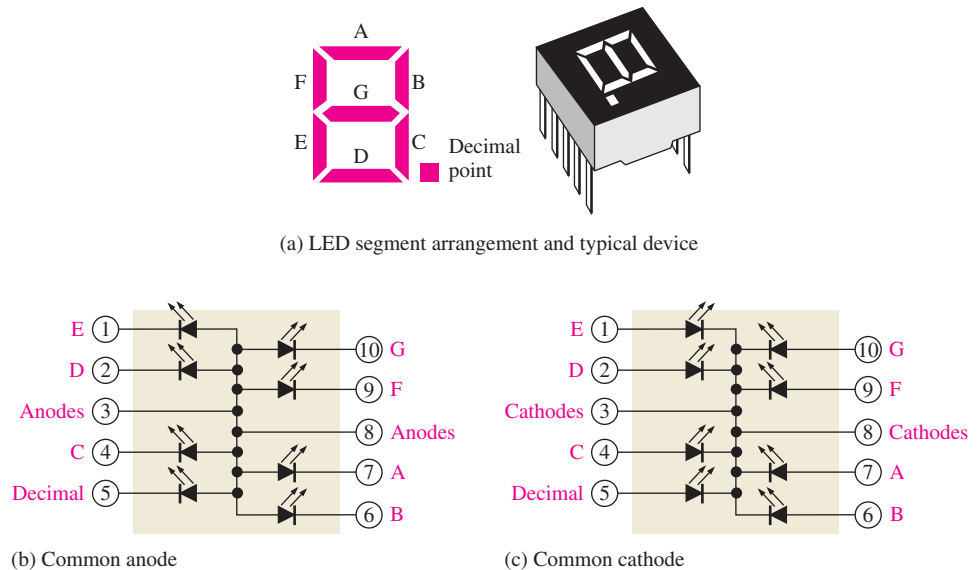 A
F
B
G
E
C
D
Decimal
point
(a) LED segment arrangement and typical device
E 1
10 G
D 2
9 F
Anodes 3
8 Anodes
C 4
7 A
Decimal 5
6 B
(b) Common anode
E 1
10 G
D 2
9 F
Cathodes 3
8 Cathodes
C 4
7 A
Decimal 5
6 B
(c) Common cathode